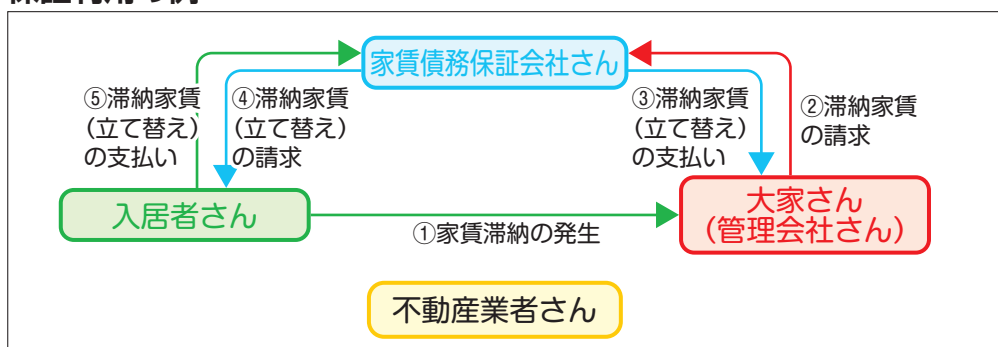 家賃債務保証会社さん
⑤滞納家賃
(立て替え)
の支払い
④滞納家賃
(立て替え)
の請求
③滞納家賃
(立て替え)
の支払い
②滞納家賃
の請求
入居者さん
①家賃滞納の発生
大家さん
(管理会社さん)
不動産業者さん